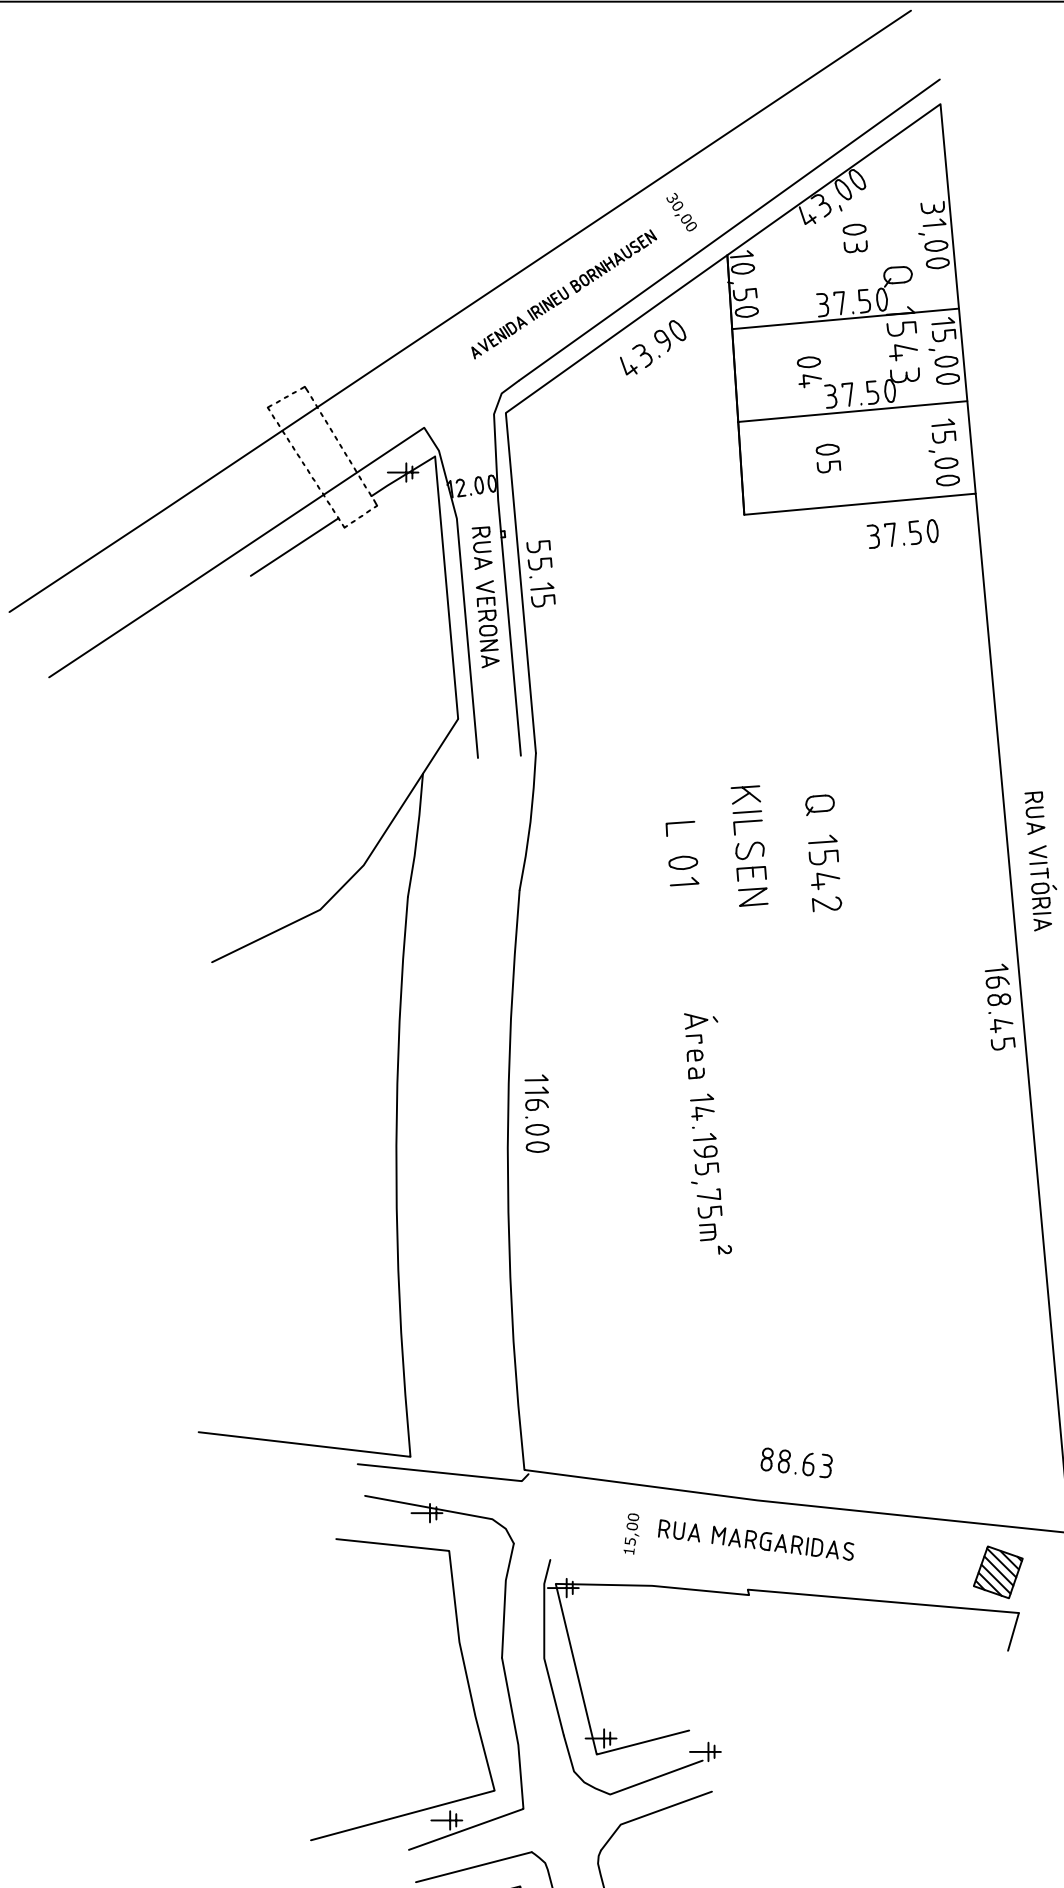 30,00
AVENIDA IRINEU BORNHAUSEN
43,00
03
31,00
10,50
37.50
Q 1543
15,00
04
37.50
43.90
05
15,00
37.50
12.00
RUA VERONA
55.15
Q 1542
KILSEN
L 01
RUA VITÓRIA
168.45
Área 14.195,75m²
116.00
88.63
15,00
RUA MARGARIDAS